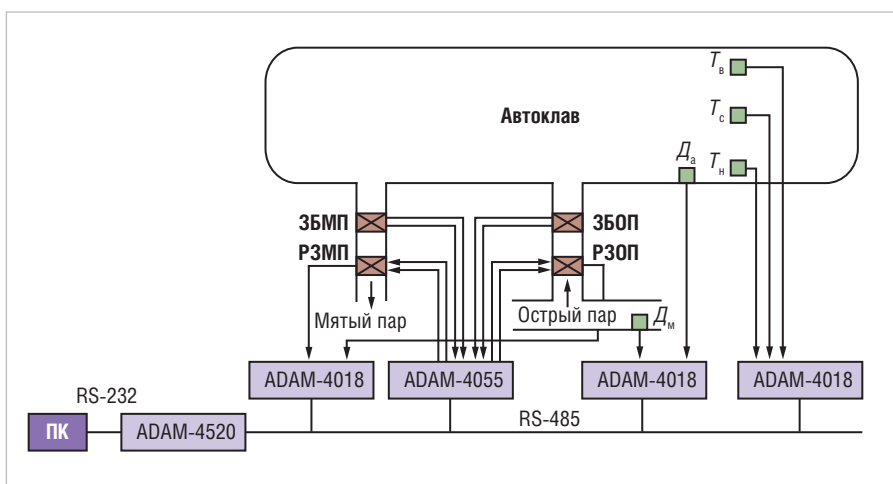 Tв
Tс
Автоклав
Да
Tн
ЗБМП
ЗБОП
РЗМП
РЗОП
Мятый пар
Острый пар
Дм
ADAM-4018
ADAM-4055
ADAM-4018
ADAM-4018
RS-232
RS-485
ПК
ADAM-4520